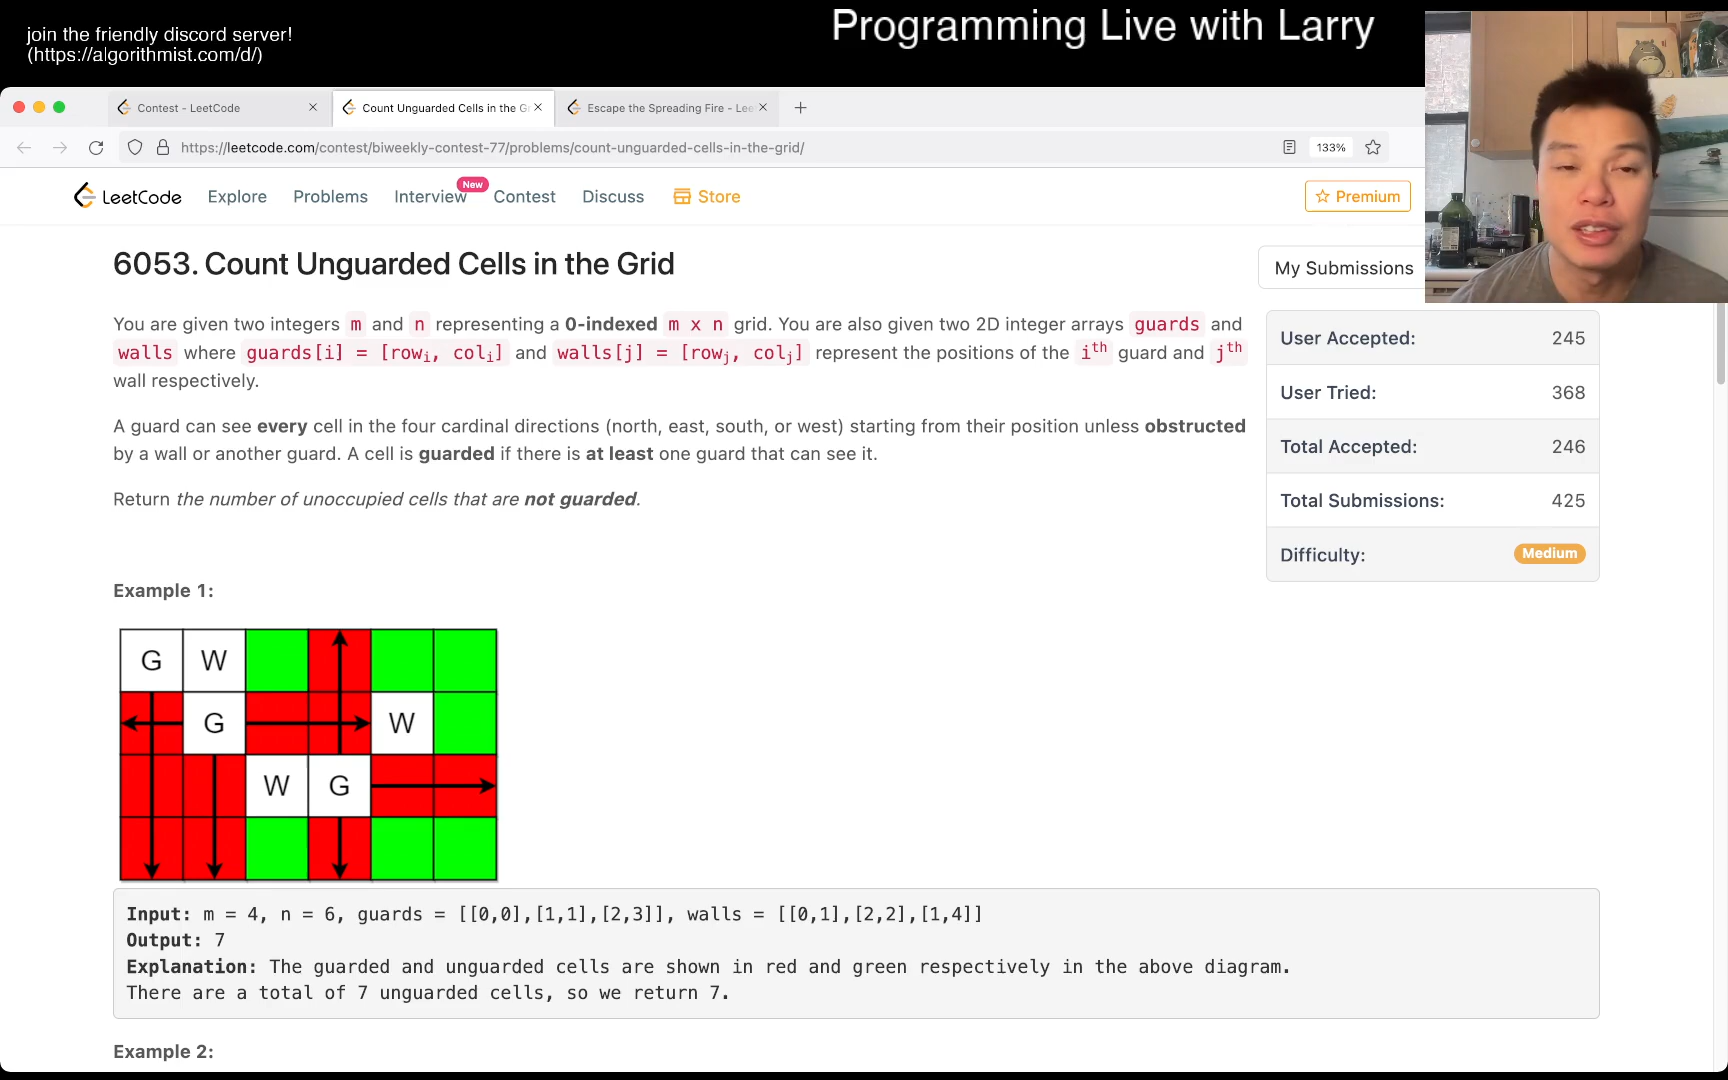 join the friendly discord server!
(https://algorithmist.com/d/)
Programming Live with Larry
Contest - LeetCode
Count Unguarded Cells in the G
Escape the Spreading Fire - Lee
https://leetcode.com/contest/biweekly-contest-77/problems/count-unguarded-cells-in-the-grid/
133%
LeetCode
Explore
Problems
Interview
New
Contest
Discuss
Store
Premium
6053. Count Unguarded Cells in the Grid
My Submissions
You are given two integers m and n representing a 0-indexed m x n grid. You are also given two 2D integer arrays guards and
walls where guards[i] = [rowi, coli] and walls[j] = [rowj, colj] represent the positions of the ith guard and jth
wall respectively.
A guard can see every cell in the four cardinal directions (north, east, south, or west) starting from their position unless obstructed
by a wall or another guard. A cell is guarded if there is at least one guard that can see it.
Return the number of unoccupied cells that are not guarded.
User Accepted: 245
User Tried: 368
Total Accepted: 246
Total Submissions: 425
Difficulty: Medium
Example 1:
G W
G W
W G
Input: m = 4, n = 6, guards = [[0,0],[1,1],[2,3]], walls = [[0,1],[2,2],[1,4]]
Output: 7
Explanation: The guarded and unguarded cells are shown in red and green respectively in the above diagram.
There are a total of 7 unguarded cells, so we return 7.
Example 2: